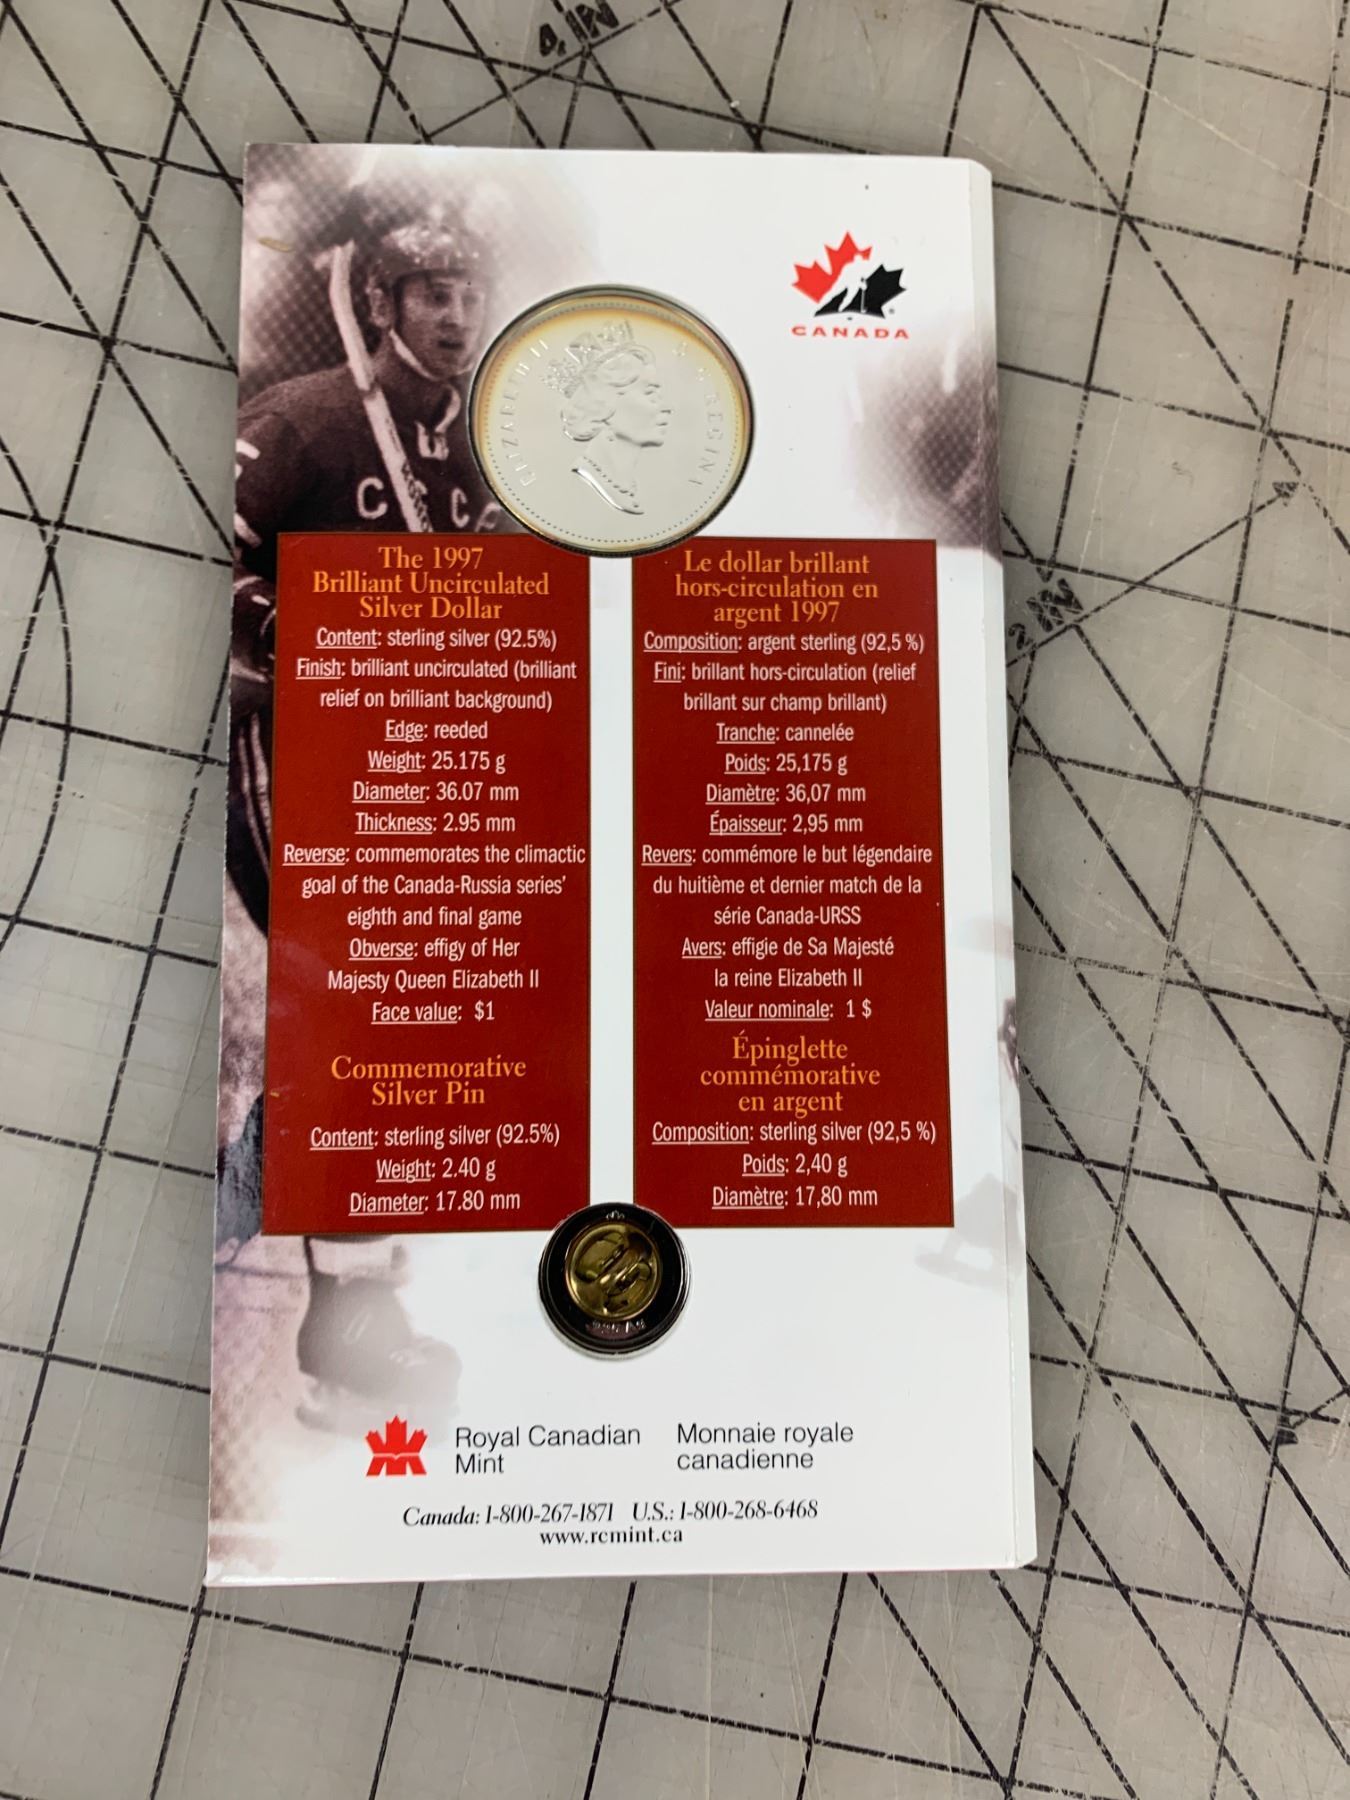 4 IN
CANADA
ELIZABETH II
REGINA
The 1997
Brilliant Uncirculated
Silver Dollar
Content: sterling silver (92.5%)
Finish: brilliant uncirculated (brilliant
relief on brilliant background)
Edge: reeded
Weight: 25.175 g
Diameter: 36.07 mm
Thickness: 2.95 mm
Reverse: commemorates the climactic
goal of the Canada-Russia series'
eighth and final game
Obverse: effigy of Her
Majesty Queen Elizabeth II
Face value: $1
Commemorative
Silver Pin
Content: sterling silver (92.5%)
Weight: 2.40 g
Diameter: 17.80 mm
Le dollar brillant
hors-circulation en
argent 1997
Composition: argent sterling (92,5 %)
Fini: brillant hors-circulation (relief
brillant sur champ brillant)
Tranche: cannelée
Poids: 25,175 g
Diamètre: 36,07 mm
Épaisseur: 2,95 mm
Revers: commémore le but légendaire
du huitième et dernier match de la
série Canada-URSS
Avers: effigie de Sa Majesté
la reine Elizabeth II
Valeur nominale: 1 $
Épinglette
commémorative
en argent
Composition: sterling silver (92,5 %)
Poids: 2,40 g
Diamètre: 17,80 mm
Royal Canadian
Mint
Monnaie royale
canadienne
Canada: 1-800-267-1871 U.S.: 1-800-268-6468
www.rcmint.ca